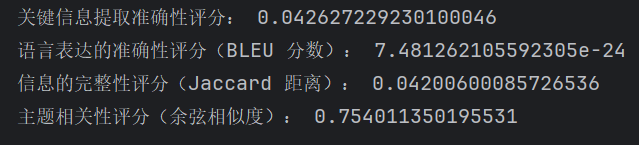 关键信息提取准确性评分： 0.042627229230100046
语言表达的准确性评分（BLEU 分数）： 7.481262105592305e-24
信息的完整性评分（Jaccard 距离）： 0.04200600085726536
主题相关性评分（余弦相似度）： 0.754011350195531